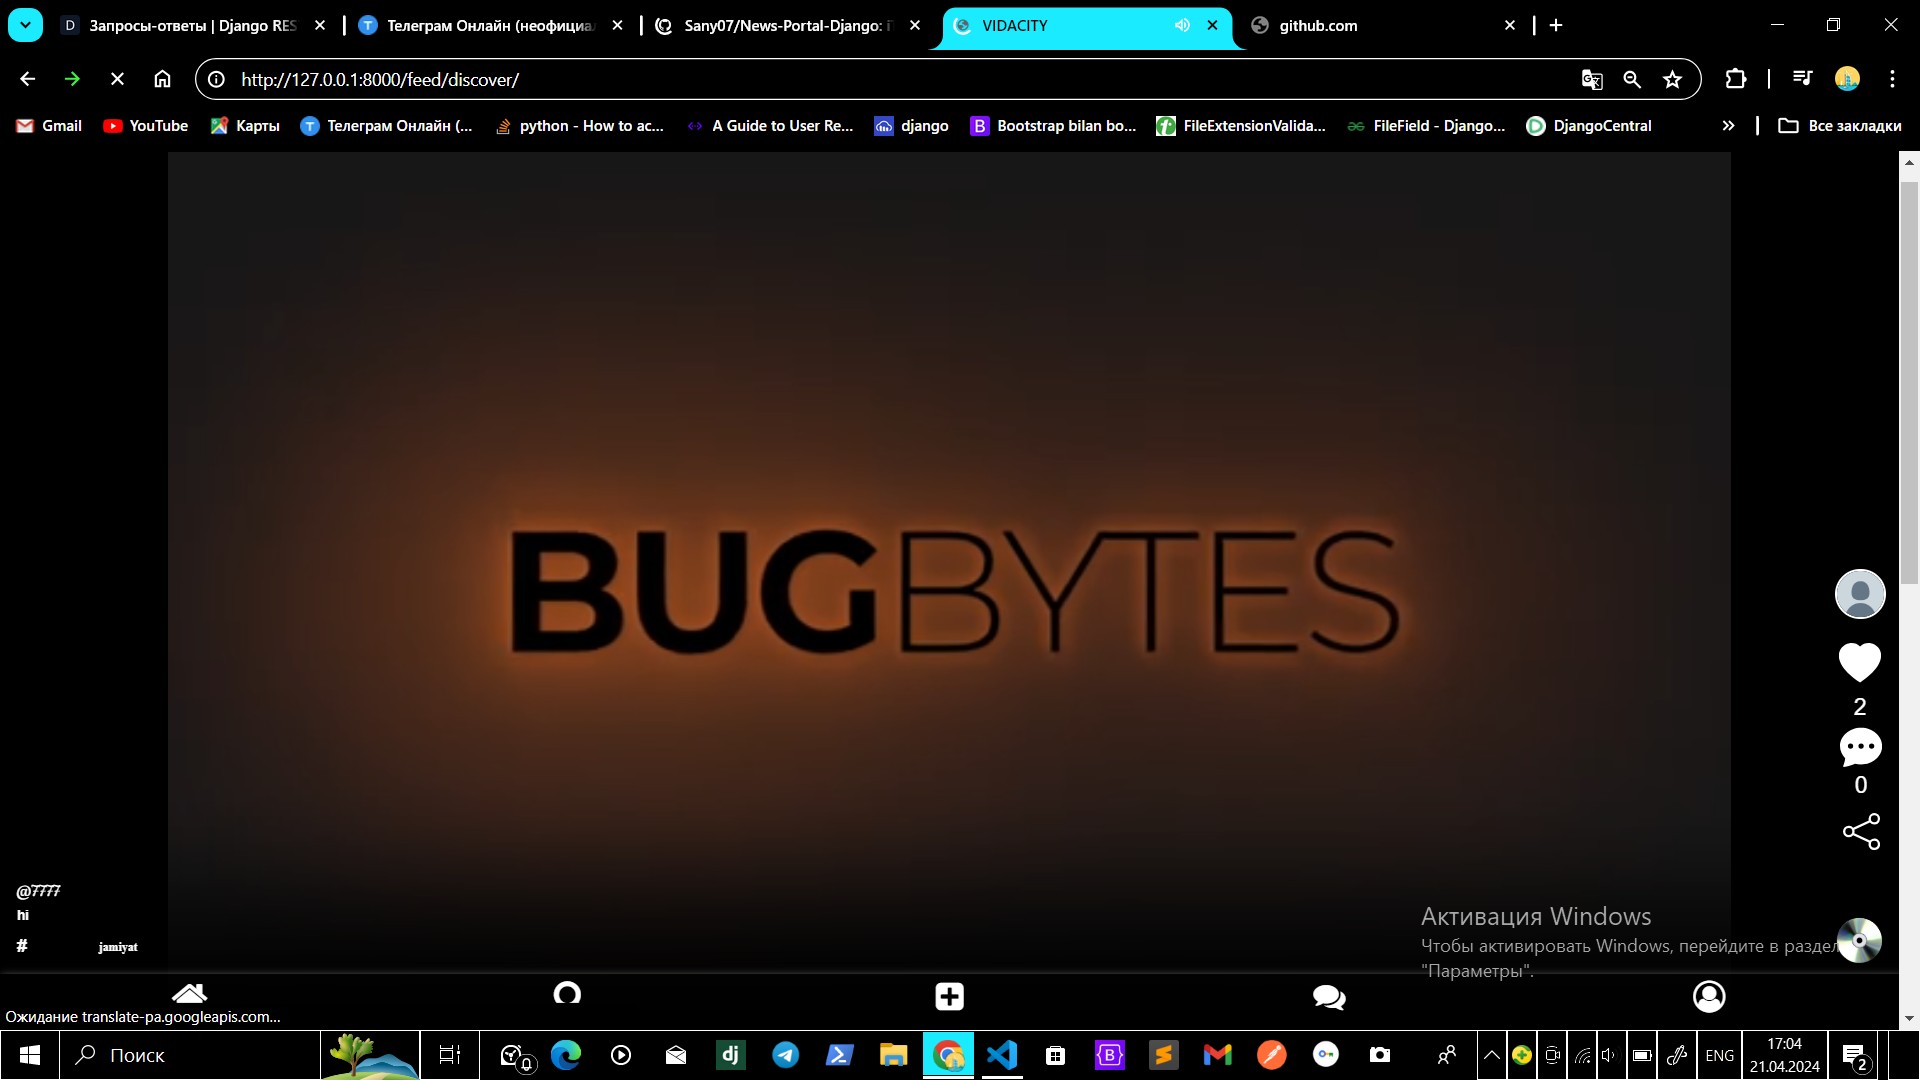 Запросы-ответы | Django RES
Телеграм Онлайн (неофициал
Sany07/News-Portal-Django: iT
VIDACITY
github.com
http://127.0.0.1:8000/feed/discover/
Gmail
YouTube
Карты
Телеграм Онлайн (...
python - How to ac...
A Guide to User Re...
django
Bootstrap bilan bo...
FileExtensionValida...
FileField - Django...
DjangoCentral
Все закладки
BUGBYTES
2
0
@7777
hi
# jamiyat
Активация Windows
Чтобы активировать Windows, перейдите в раздел
"Параметры".
Ожидание translate-pa.googleapis.com...
Поиск
dj
ENG
17:04
21.04.2024
2